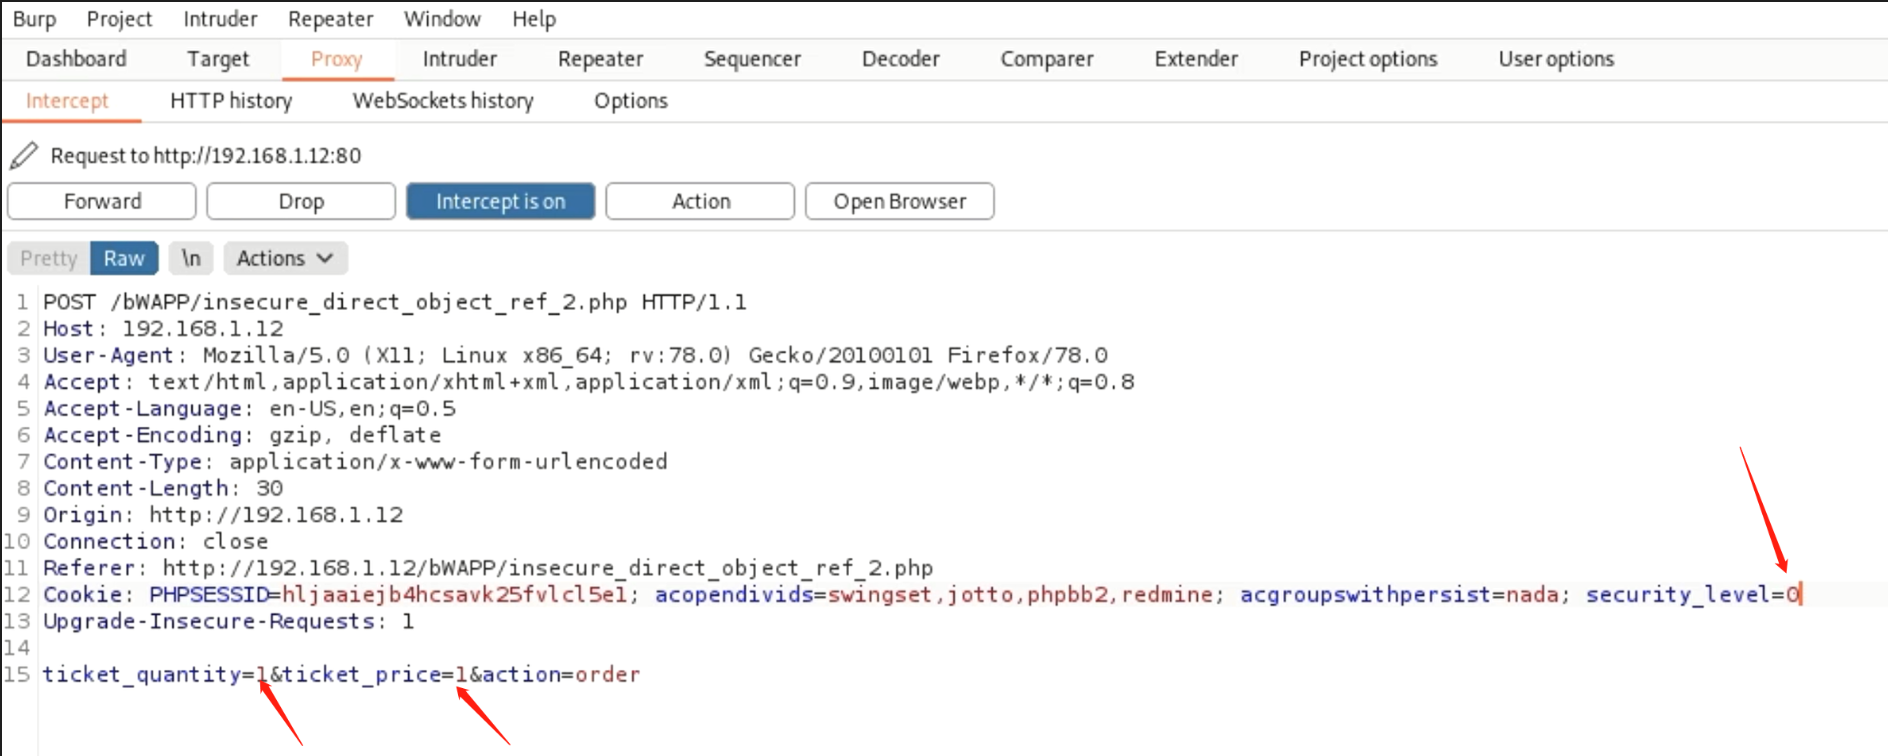 Burp Project Intruder Repeater Window Help
Dashboard Target Proxy Intruder Repeater Sequencer Decoder Comparer Extender Project options User options
Intercept HTTP history WebSockets history Options
Request to http://192.168.1.12:80
Forward Drop Intercept is on Action Open Browser
Pretty Raw \n Actions
1 POST /bWAPP/insecure_direct_object_ref_2.php HTTP/1.1
2 Host: 192.168.1.12
3 User-Agent: Mozilla/5.0 (X11; Linux x86_64; rv:78.0) Gecko/20100101 Firefox/78.0
4 Accept: text/html,application/xhtml+xml,application/xml;q=0.9,image/webp,*/*;q=0.8
5 Accept-Language: en-US,en;q=0.5
6 Accept-Encoding: gzip, deflate
7 Content-Type: application/x-www-form-urlencoded
8 Content-Length: 30
9 Origin: http://192.168.1.12
10 Connection: close
11 Referer: http://192.168.1.12/bWAPP/insecure_direct_object_ref_2.php
12 Cookie: PHPSESSID=hljaaiejb4hcsavk25fvlcl5e1; acopendivids=swingset,jotto,phpbb2,redmine; acgroupswithpersist=nada; security_level=0
13 Upgrade-Insecure-Requests: 1
14
15 ticket_quantity=1&ticket_price=1&action=order